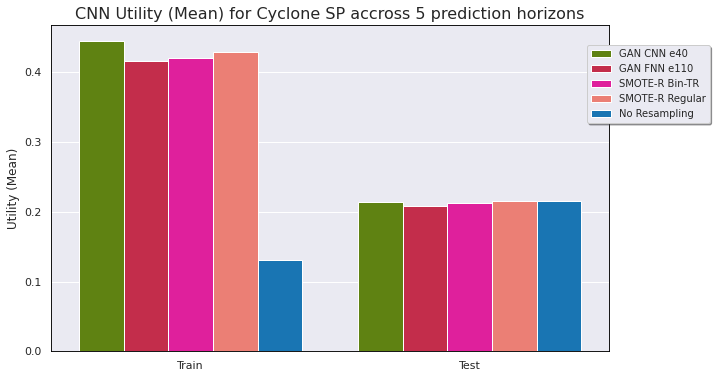 CNN Utility (Mean) for Cyclone SP accross 5 prediction horizons
GAN CNN e40
GAN FNN e110
SMOTE-R Bin-TR
SMOTE-R Regular
No Resampling
Utility (Mean)
0.4
0.3
0.2
0.1
0.0
Train
Test